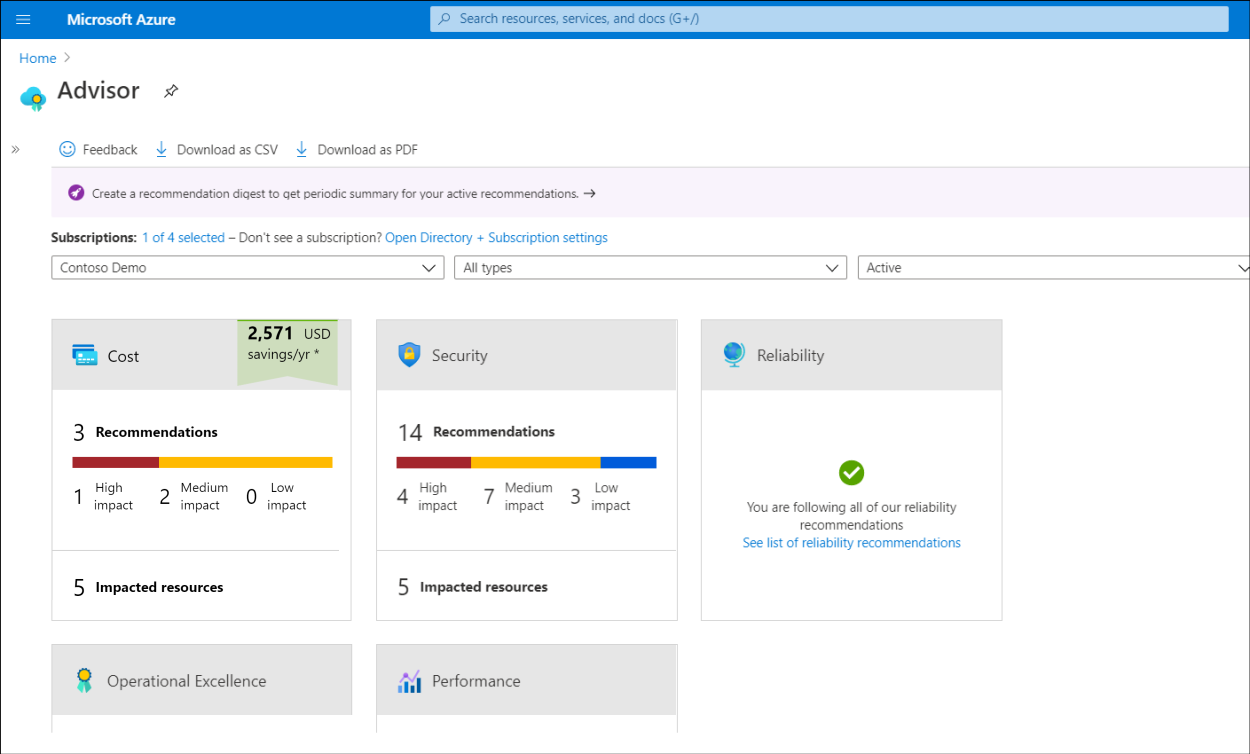 Microsoft Azure
Search resources, services, and docs (G+/)
Home
Advisor
Feedback
Download as CSV
Download as PDF
Create a recommendation digest to get periodic summary for your active recommendations. →
Subscriptions: 1 of 4 selected – Don't see a subscription? Open Directory + Subscription settings
Contoso Demo
All types
Active
Cost
2,571 USD
savings/yr *
3 Recommendations
1 High impact
2 Medium impact
0 Low impact
5 Impacted resources
Security
14 Recommendations
4 High impact
7 Medium impact
3 Low impact
5 Impacted resources
Reliability
You are following all of our reliability
recommendations
See list of reliability recommendations
Operational Excellence
Performance